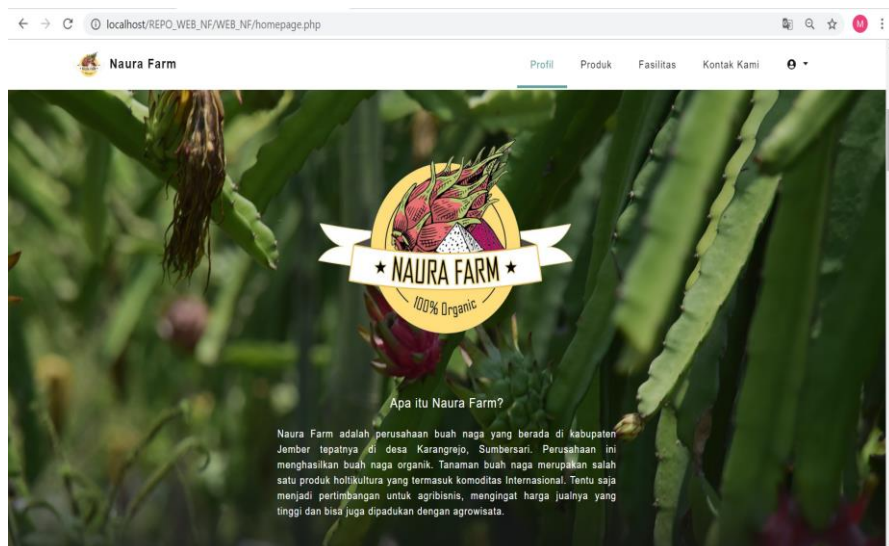 localhost/REPO_WEB_NF/WEB_NF/homepage.php
M
Naura Farm
Profil Produk Fasilitas Kontak Kami
NAURA FARM
100% Organic
Apa itu Naura Farm?
Naura Farm adalah perusahaan buah naga yang berada di kabupaten
Jember tepatnya di desa Karangrejo, Sumbersari. Perusahaan ini
menghasilkan buah naga organik. Tanaman buah naga merupakan salah
satu produk holtikultura yang termasuk komoditas Internasional. Tentu saja
menjadi pertimbangan untuk agribisnis, mengingat harga jualnya yang
tinggi dan bisa juga dipadukan dengan agrowisata.